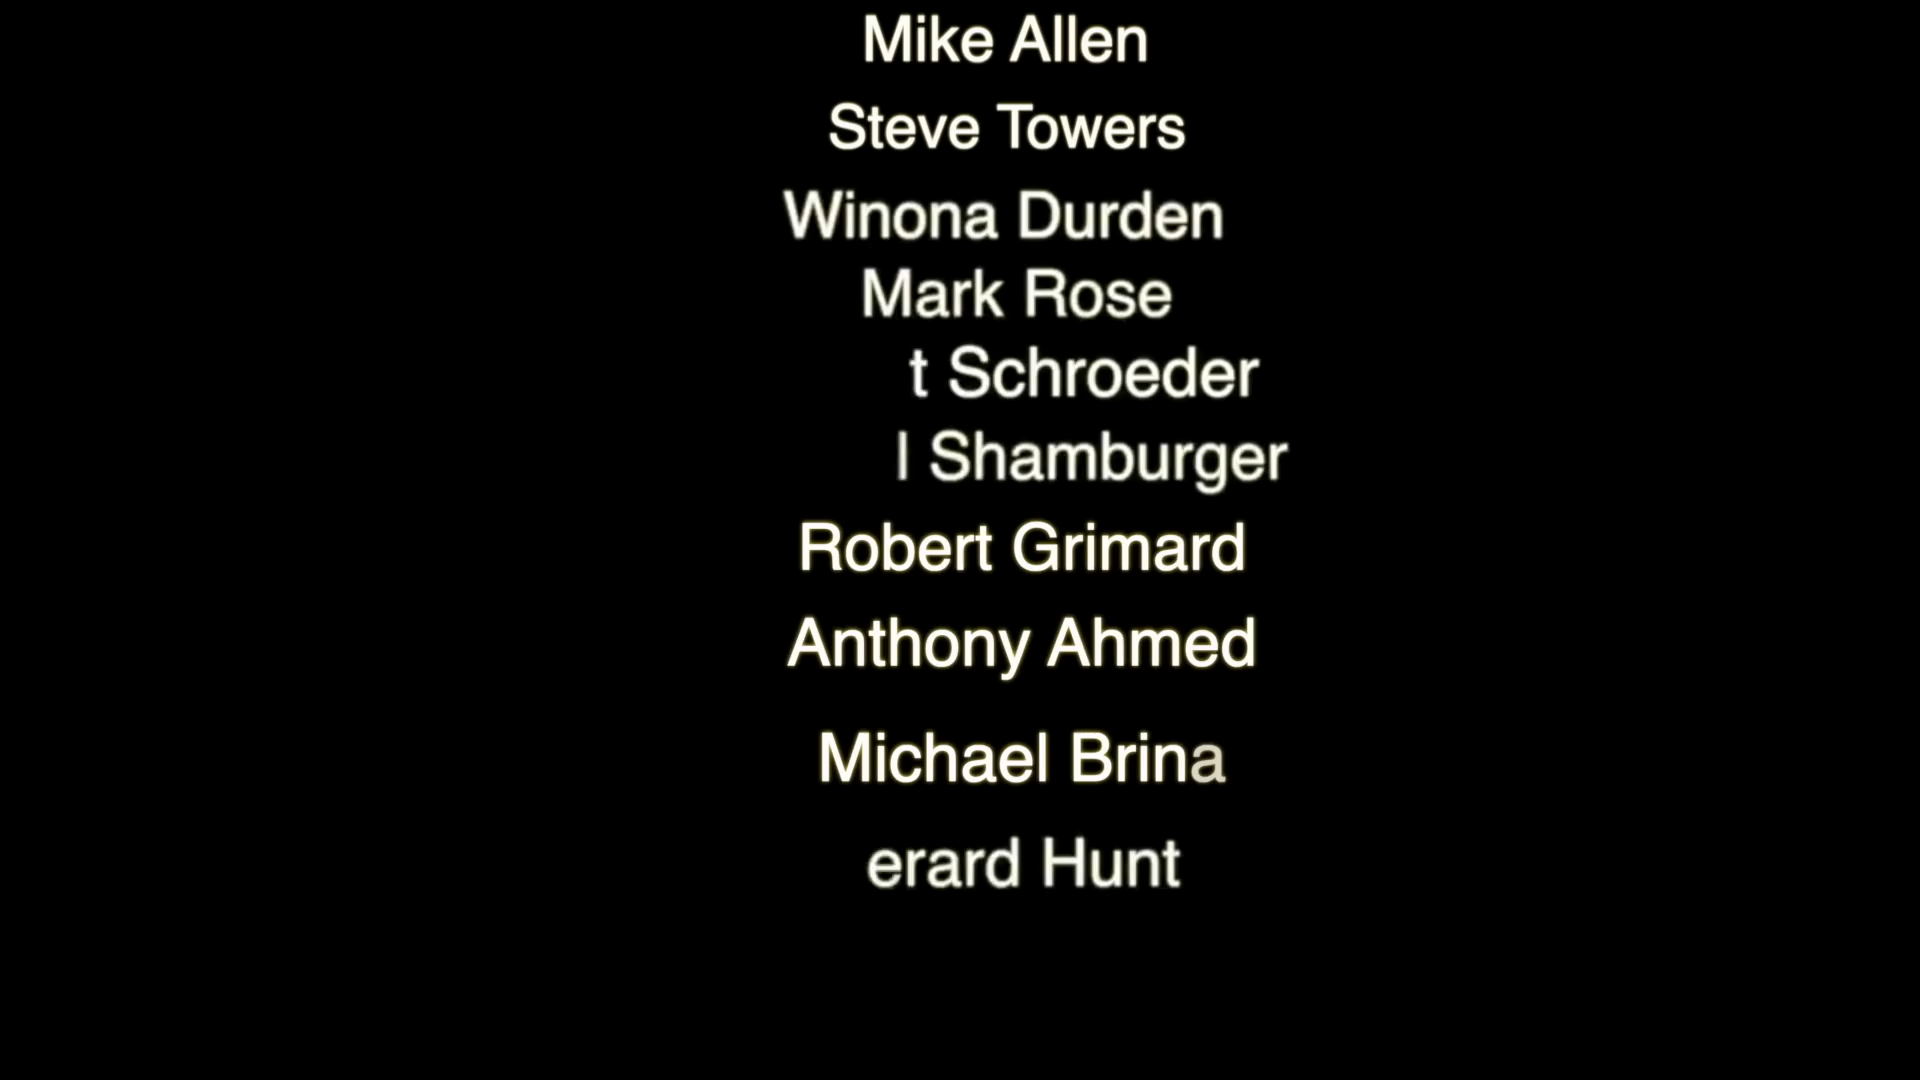 Mike Allen
Steve Towers
Winona Durden
Mark Rose
t Schroeder
l Shamburger
Robert Grimard
Anthony Ahmed
Michael Brina
erard Hunt